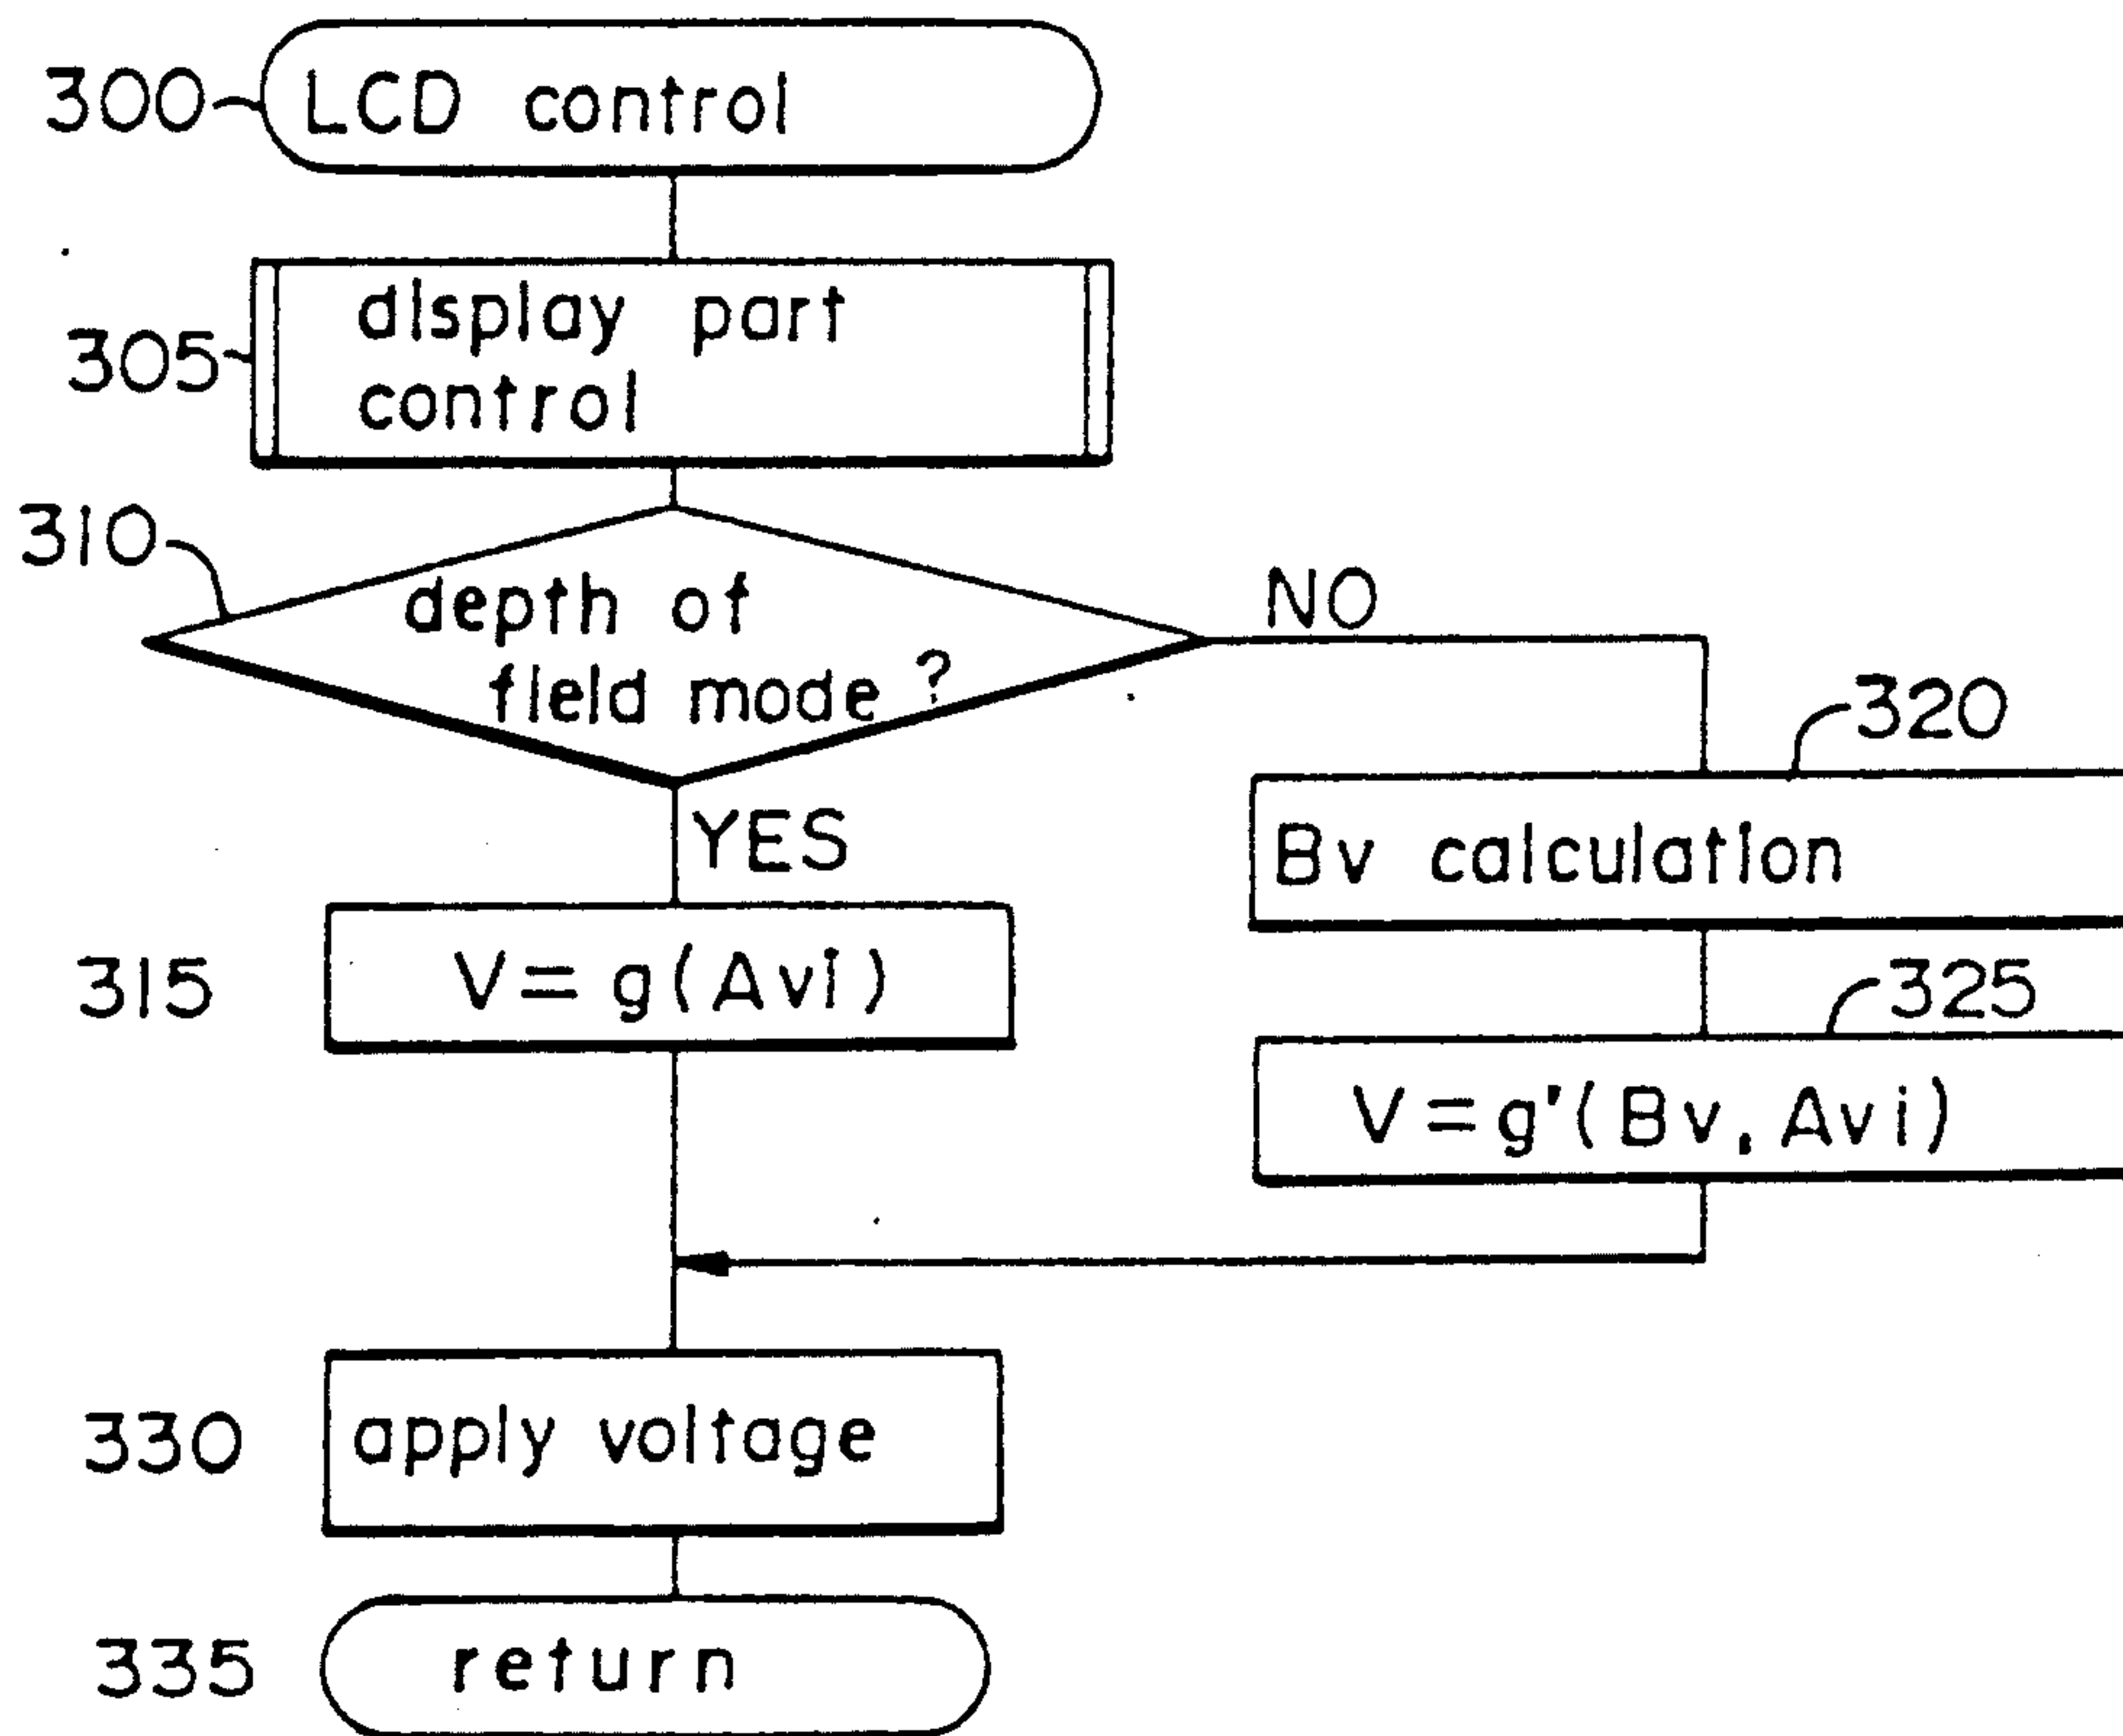 300 LCD control
305 display part
control
310 depth of
field mode ?
NO
YES
320
Bv calculation
315 V= g(Avi)
325
V=g'(Bv, Avi)
330 apply voltage
335 return